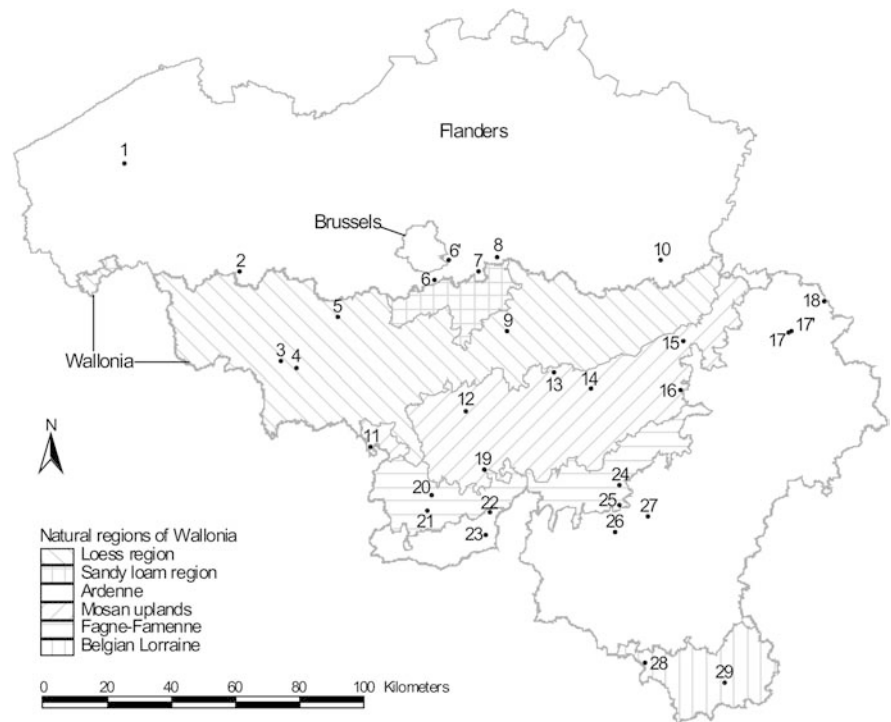 Flanders
1
Brussels
6'
8
2
7
10
6
18
5
9
17'
17
15
Wallonia
3
4
13
14
12
16
N
11
19
24
20
25
27
21
22
26
23
Natural regions of Wallonia
Loess region
Sandy loam region
Ardenne
Mosan uplands
Fagne-Famenne
Belgian Lorraine
28
29
0 20 40 60 80 100 Kilometers